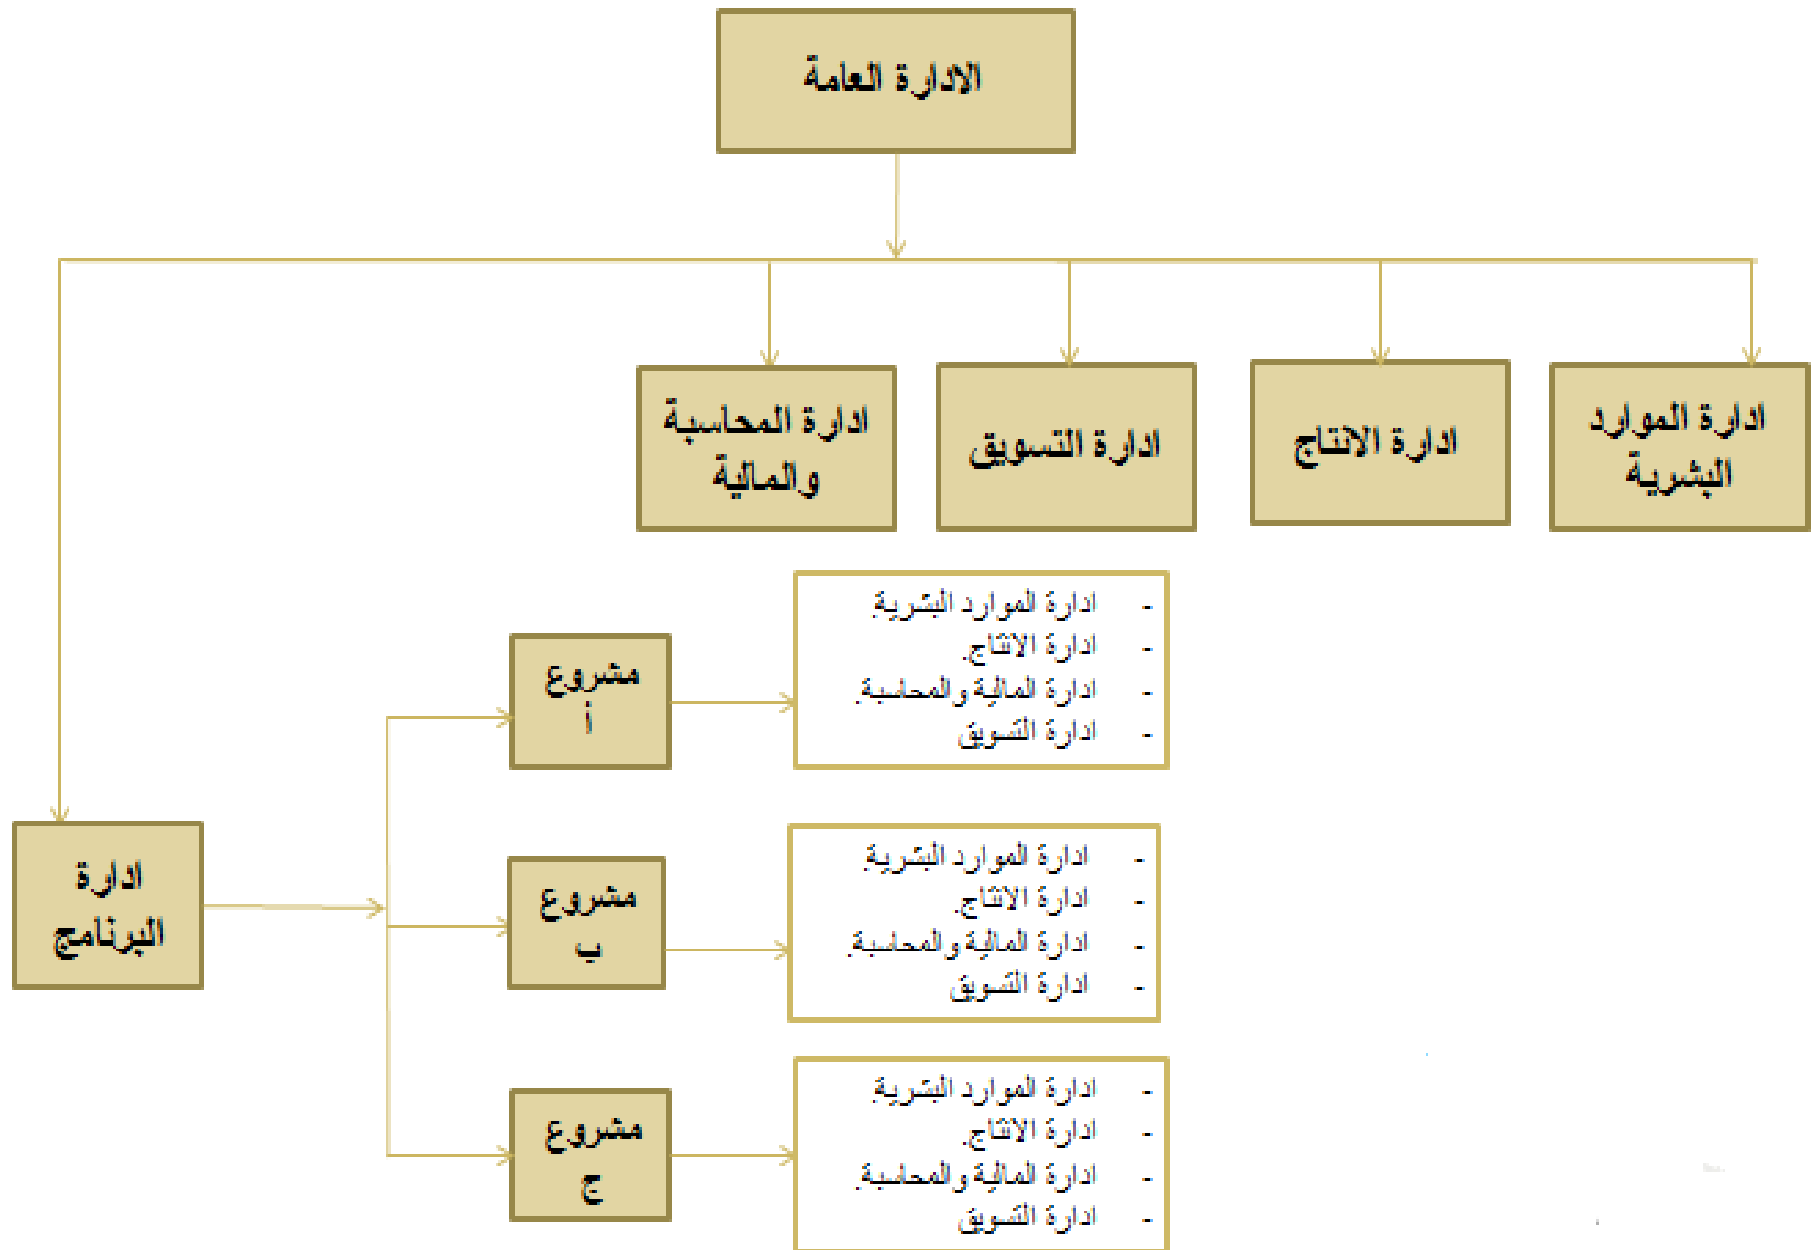 الادارة العامة
ادارة الموارد
البشرية
ادارة الانتاج
ادارة التسويق
ادارة المحاسبة
والمالية
- ادارة الموارد البشرية.
- ادارة الانتاج.
- ادارة المالية والمحاسبة.
- ادارة التسويق
مشروع
أ
ادارة
البرنامج
مشروع
ب
- ادارة الموارد البشرية.
- ادارة الانتاج.
- ادارة المالية والمحاسبة.
- ادارة التسويق
مشروع
ج
- ادارة الموارد البشرية.
- ادارة الانتاج.
- ادارة المالية والمحاسبة.
- ادارة التسويق